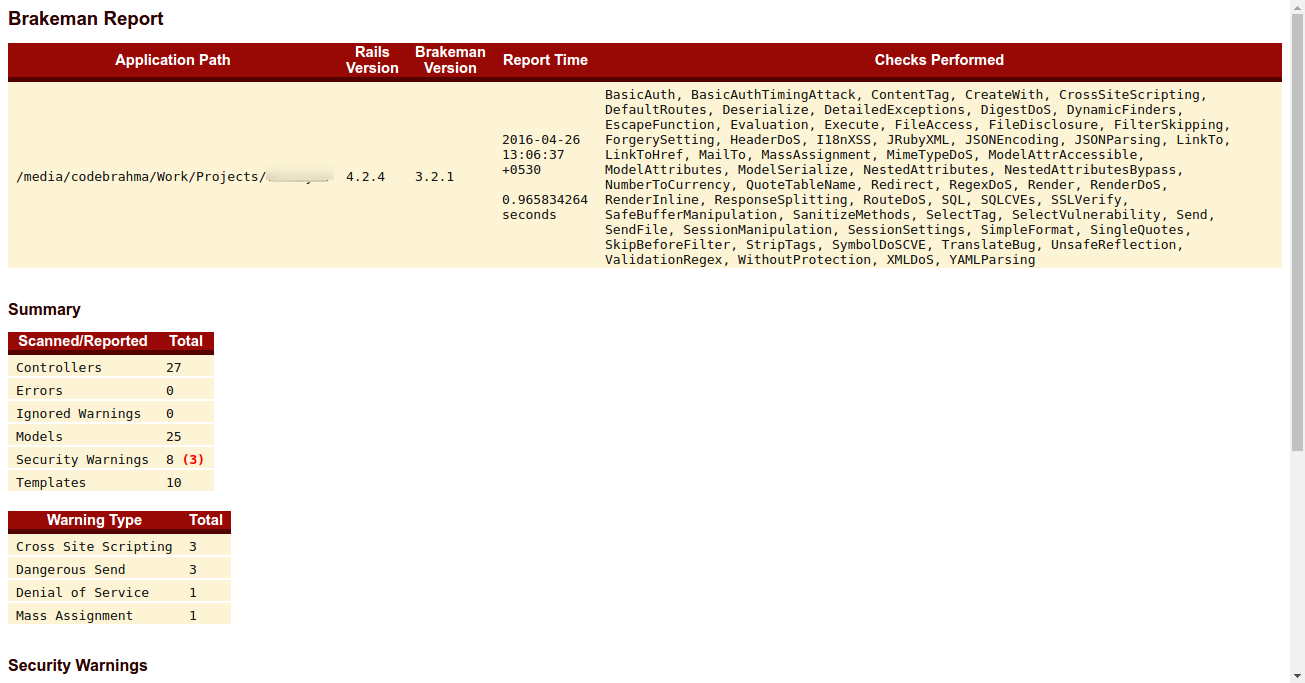 Brakeman Report
Application Path Rails Version Brakeman Version Report Time Checks Performed
/media/codebrahma/Work/Projects/
4.2.4
3.2.1
2016-04-26
13:06:37
+0530
0.965834264
seconds
BasicAuth, BasicAuthTimingAttack, ContentTag, CreateWith, CrossSiteScripting,
DefaultRoutes, Deserialize, DetailedExceptions, DigestDoS, DynamicFinders,
EscapeFunction, Evaluation, Execute, FileAccess, FileDisclosure, FilterSkipping,
ForgerySetting, HeaderDoS, I18nXSS, JRubyXML, JSONEncoding, JSONParsing, LinkTo,
LinkToHref, MailTo, MassAssignment, MimeTypeDoS, ModelAttrAccessible,
ModelAttributes, ModelSerialize, NestedAttributes, NestedAttributesBypass,
NumberToCurrency, QuoteTableName, Redirect, RegexDoS, Render, RenderDoS,
RenderInline, ResponseSplitting, RouteDoS, SQL, SQLCVEs, SSLVerify,
SafeBufferManipulation, SanitizeMethods, SelectTag, SelectVulnerability, Send,
SendFile, SessionManipulation, SessionSettings, SimpleFormat, SingleQuotes,
SkipBeforeFilter, StripTags, SymbolDoSCVE, TranslateBug, UnsafeReflection,
ValidationRegex, WithoutProtection, XMLDoS, YAMLParsing
Summary
Scanned/Reported Total
Controllers 27
Errors 0
Ignored Warnings 0
Models 25
Security Warnings 8 (3)
Templates 10
Warning Type Total
Cross Site Scripting 3
Dangerous Send 3
Denial of Service 1
Mass Assignment 1
Security Warnings